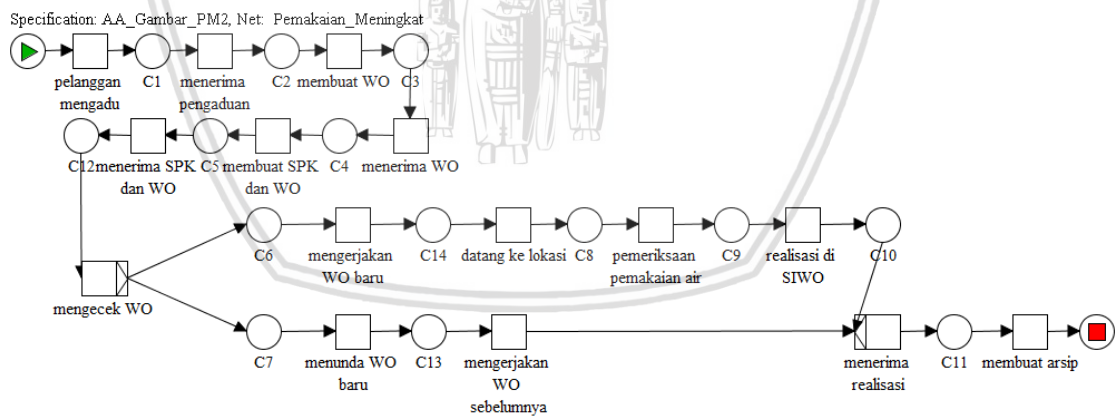 Specification: AA_Gambar_PM2, Net: Pemakaian_Meningkat
pelanggan
mengadu
C1
menerima
pengaduan
C2
membuat WO
C3
C12
menerima SPK
dan WO
C5
membuat SPK
dan WO
C4
menerima WO
C6
mengerjakan
WO baru
C14
datang ke lokasi
C8
pemeriksaan
pemakaian air
C9
realisasi di
SIWO
C10
mengecek WO
C7
menunda WO
baru
C13
mengerjakan
WO
sebelumnya
menerima
realisasi
C11
membuat arsip